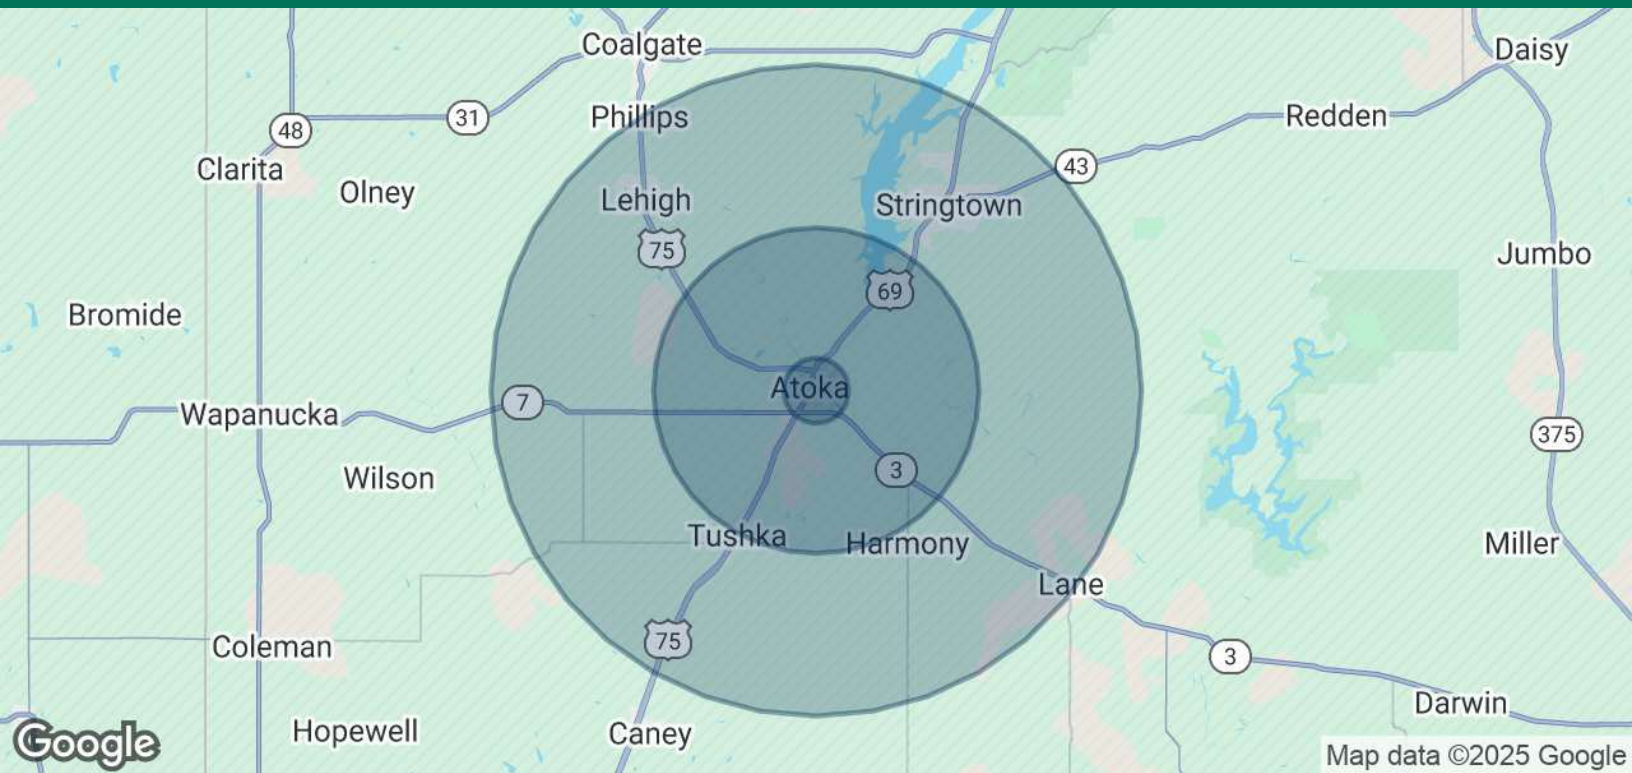 Coalgate
Daisy
Phillips
31
Redden
48
43
Clarita
Olney
Lehigh
Stringtown
75
Jumbo
69
Bromide
Atoka
7
Wapanucka
375
3
Wilson
Tushka
Harmony
Miller
Lane
75
Coleman
3
Darwin
Hopewell
Caney
Google
Map data ©2025 Google